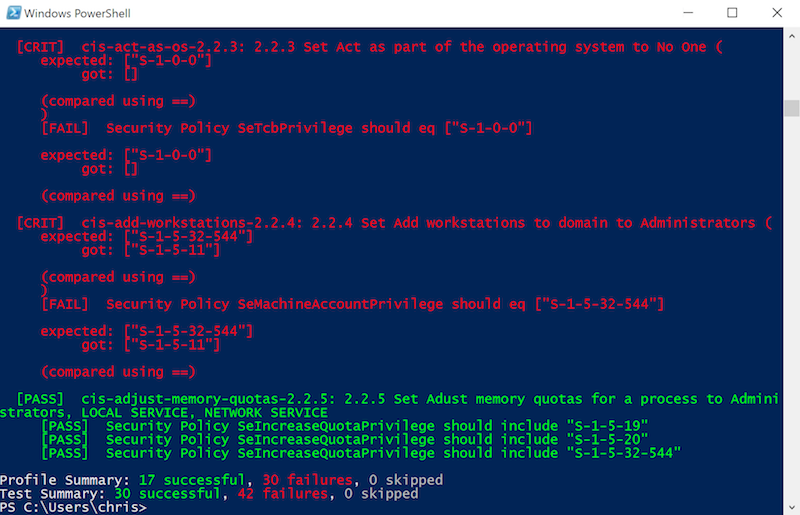 Windows PowerShell
[CRIT] cis-act-as-os-2.2.3: 2.2.3 Set Act as part of the operating system to No One (
expected: ["S-1-0-0"]
got: []
(compared using ==)
)
[FAIL] Security Policy SeTcbPrivilege should eq ["S-1-0-0"]
expected: ["S-1-0-0"]
got: []
(compared using ==)
[CRIT] cis-add-workstations-2.2.4: 2.2.4 Set Add workstations to domain to Administrators (
expected: ["S-1-5-32-544"]
got: ["S-1-5-11"]
(compared using ==)
)
[FAIL] Security Policy SeMachineAccountPrivilege should eq ["S-1-5-32-544"]
expected: ["S-1-5-32-544"]
got: ["S-1-5-11"]
(compared using ==)
[PASS] cis-adjust-memory-quotas-2.2.5: 2.2.5 Set Adust memory quotas for a process to Admini
strators, LOCAL SERVICE, NETWORK SERVICE
[PASS] Security Policy SeIncreaseQuotaPrivilege should include "S-1-5-19"
[PASS] Security Policy SeIncreaseQuotaPrivilege should include "S-1-5-20"
[PASS] Security Policy SeIncreaseQuotaPrivilege should include "S-1-5-32-544"
Profile Summary: 17 successful, 30 failures, 0 skipped
Test Summary: 30 successful, 42 failures, 0 skipped
PS C:\Users\chris>